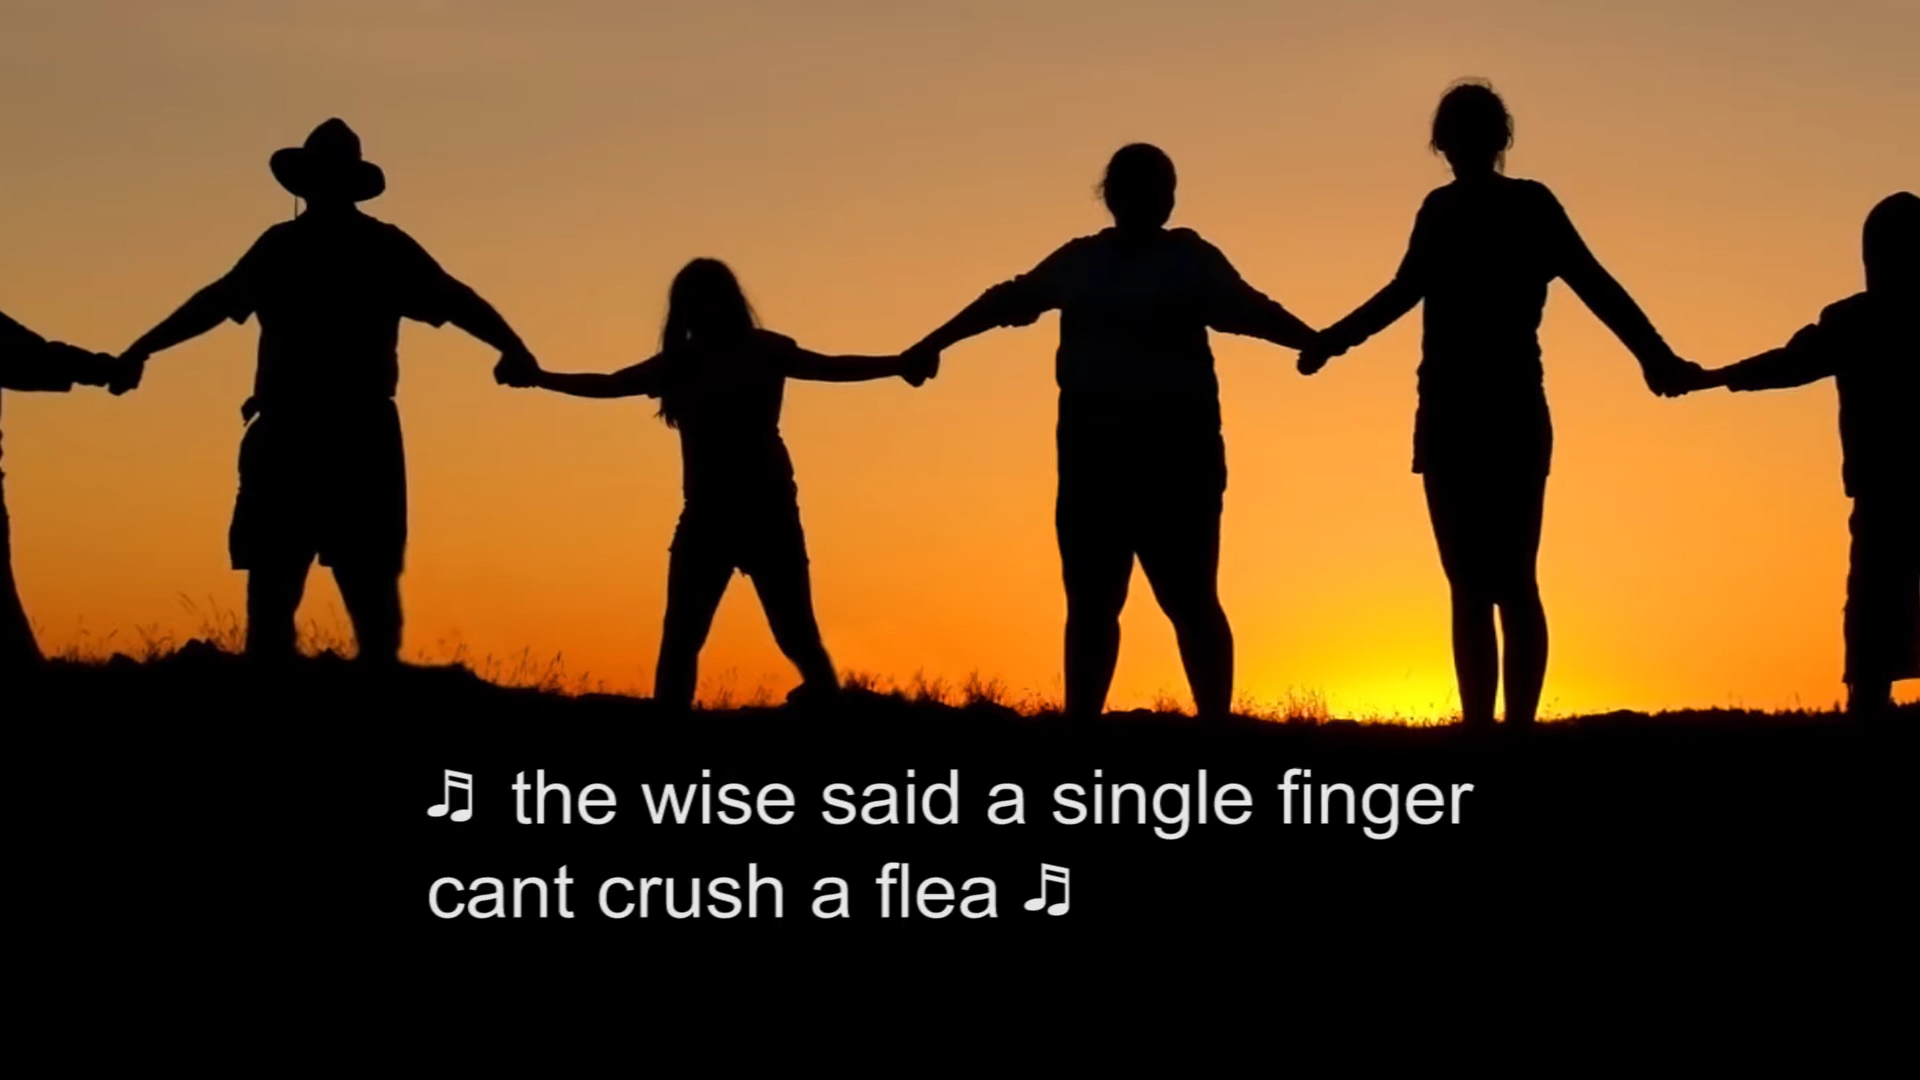 ♫ the wise said a single finger
cant crush a flea ♫